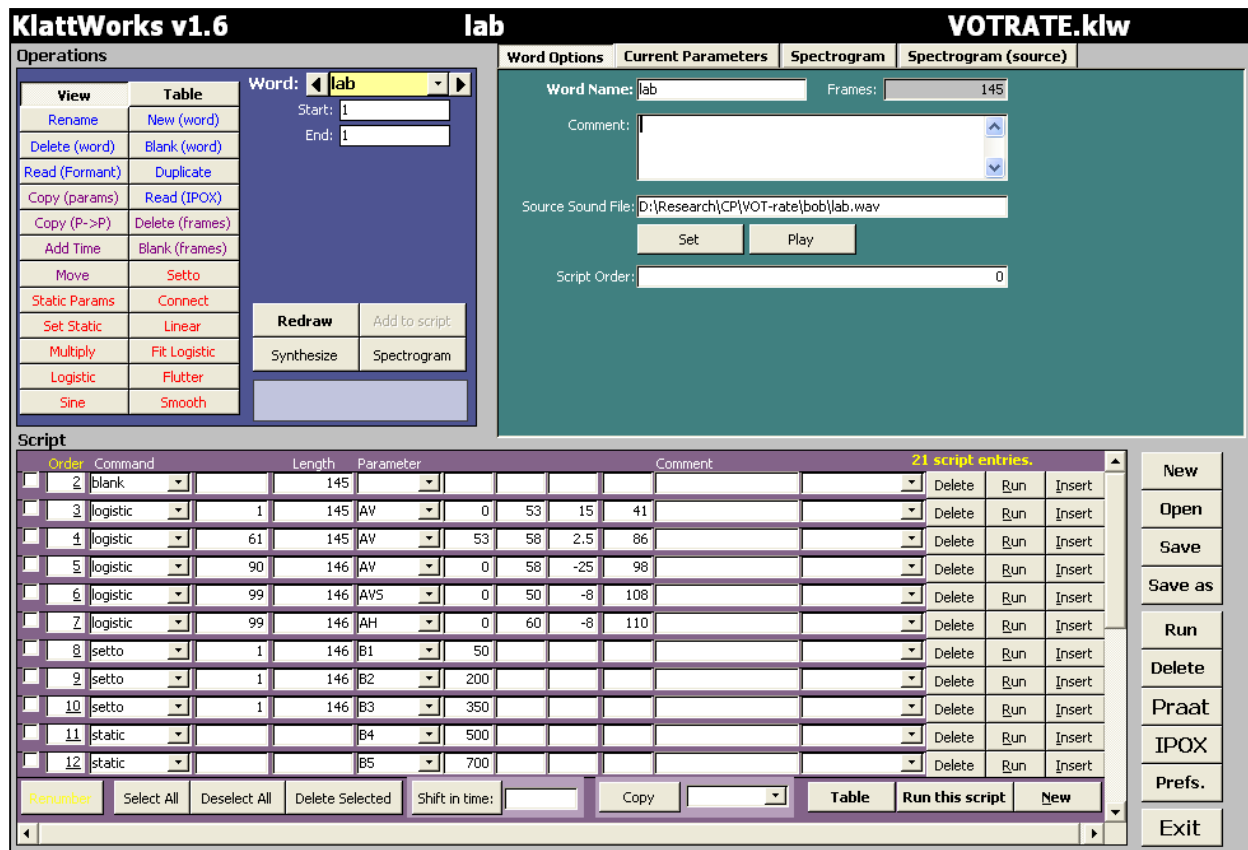 KlattWorks v1.6 lab VOTRATE.klw
Operations
View Table
Rename New (word)
Delete (word) Blank (word)
Read (Formant) Duplicate
Copy (params) Read (IPOX)
Copy (P->P) Delete (frames)
Add Time Blank (frames)
Move Setto
Static Params Connect
Set Static Linear
Multiply Fit Logistic
Logistic Flutter
Sine Smooth
Word: lab
Start: 1
End: 1
Redraw Add to script
Synthesize Spectrogram
Word Options Current Parameters Spectrogram Spectrogram (source)
Word Name: lab Frames: 145
Comment:
Source Sound File: D:\Research\CP\VOT-rate\bob\lab.wav
Set Play
Script Order: 0
Script
Order Command Length Parameter Comment 21 script entries.
2 blank 145 Delete Run Insert
3 logistic 1 145 AV 0 53 15 41 Delete Run Insert
4 logistic 61 145 AV 53 58 2.5 86 Delete Run Insert
5 logistic 90 146 AV 0 58 -25 98 Delete Run Insert
6 logistic 99 146 AVS 0 50 -8 108 Delete Run Insert
7 logistic 99 146 AH 0 60 -8 110 Delete Run Insert
8 setto 1 146 B1 50 Delete Run Insert
9 setto 1 146 B2 200 Delete Run Insert
10 setto 1 146 B3 350 Delete Run Insert
11 static B4 500 Delete Run Insert
12 static B5 700 Delete Run Insert
Renumber Select All Deselect All Delete Selected Shift in time: Copy Table Run this script New
New
Open
Save
Save as
Run
Delete
Praat
IPOX
Prefs.
Exit